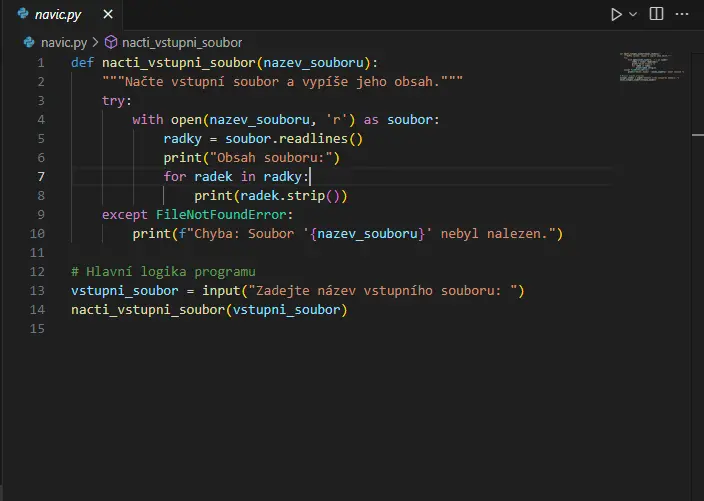 navic.py
navic.py > nacti_vstupni_soubor
1 def nacti_vstupni_soubor(nazev_souboru):
2     """Načte vstupní soubor a vypíše jeho obsah."""
3     try:
4         with open(nazev_souboru, 'r') as soubor:
5             radky = soubor.readlines()
6             print("Obsah souboru:")
7             for radek in radky:
8                 print(radek.strip())
9     except FileNotFoundError:
10         print(f"Chyba: Soubor '{nazev_souboru}' nebyl nalezen.")
11
12 # Hlavní logika programu
13 vstupni_soubor = input("Zadejte název vstupního souboru: ")
14 nacti_vstupni_soubor(vstupni_soubor)
15